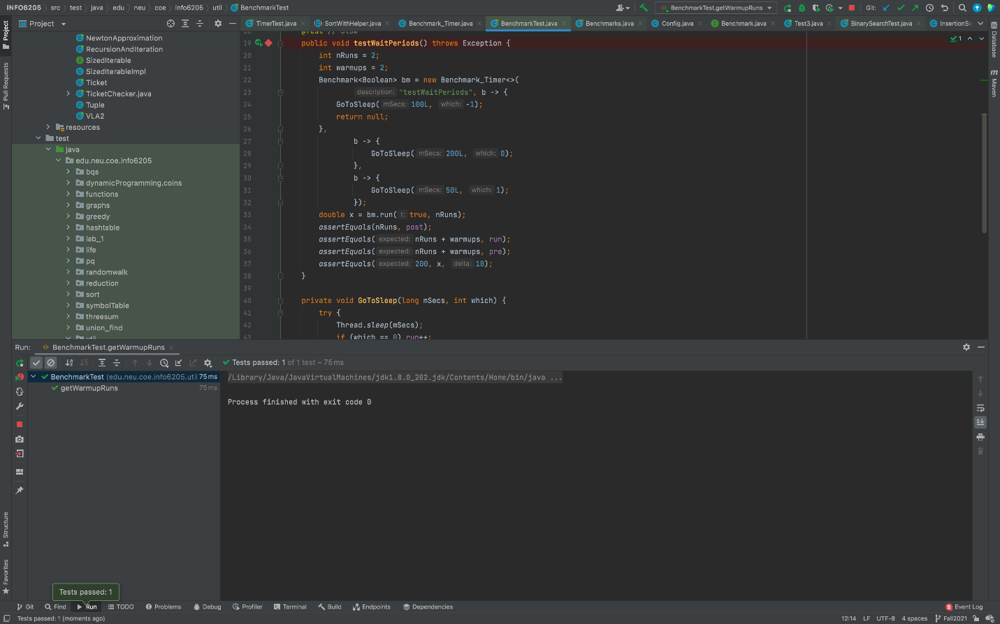 INFO6205 src test java edu neu coe info6205 util BenchmarkTest
BenchmarkTest.getWarmupRuns
Git:
Project
TimerTest.java
SortWithHelper.java
Benchmark_Timer.java
BenchmarkTest.java
Benchmarks.java
Config.java
Benchmark.java
Test3.java
BinarySearchTest.java
InsertionSo
Project
Pull Requests
Structure
Favorites
Database
Maven
NewtonApproximation
RecursionAndIteration
SizedIterable
SizedIterableImpl
Ticket
TicketChecker.java
Tuple
VLA2
resources
test
java
edu.neu.coe.info6205
bqs
dynamicProgramming.coins
functions
graphs
greedy
hashtable
lab_1
life
pq
randomwalk
reduction
sort
symbolTable
threesum
union_find
util
1
18 @Test // Slow
19 public void testWaitPeriods() throws Exception {
20 int nRuns = 2;
21 int warmups = 2;
22 Benchmark<Boolean> bm = new Benchmark_Timer<>(
23 description: "testWaitPeriods", b -> {
24 GoToSleep( mSecs: 100L, which: -1);
25 return null;
26 },
27 b -> {
28 GoToSleep( mSecs: 200L, which: 0);
29 },
30 b -> {
31 GoToSleep( mSecs: 50L, which: 1);
32 });
33 double x = bm.run( t: true, nRuns);
34 assertEquals(nRuns, post);
35 assertEquals( expected: nRuns + warmups, run);
36 assertEquals( expected: nRuns + warmups, pre);
37 assertEquals( expected: 200, x, delta: 10);
38 }
39
40 private void GoToSleep(long mSecs, int which) {
41 try {
42 Thread.sleep(mSecs);
43 if (which == 0) run++;
Run: BenchmarkTest.getWarmupRuns
Tests passed: 1 of 1 test – 75 ms
BenchmarkTest (edu.neu.coe.info6205.util 75 ms
getWarmupRuns 75 ms
/Library/Java/JavaVirtualMachines/jdk1.8.0_202.jdk/Contents/Home/bin/java ...
Process finished with exit code 0
Tests passed: 1
Git Find Run TODO Problems Debug Profiler Terminal Build Endpoints Dependencies
5 Event Log
Tests passed: 1 (moments ago)
12:14 LF UTF-8 4 spaces Fall2021